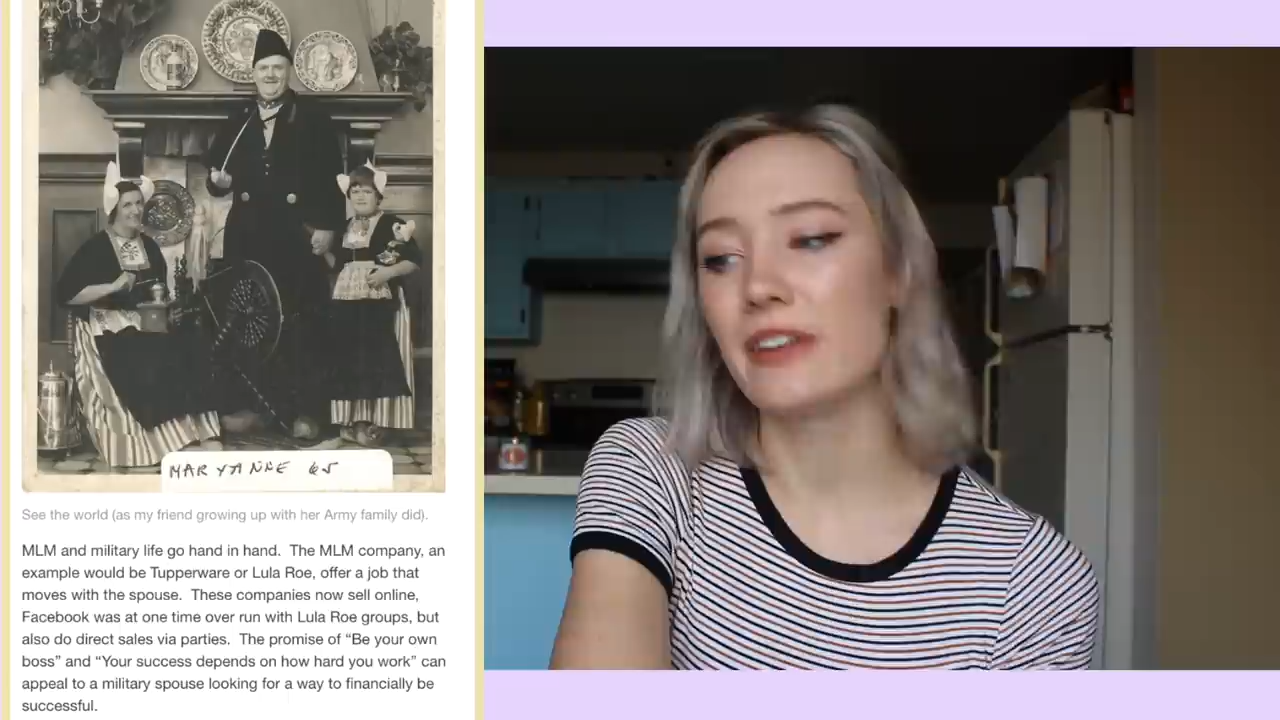 MARYANNE 65
See the world (as my friend growing up with her Army family did).
MLM and military life go hand in hand. The MLM company, an
example would be Tupperware or Lula Roe, offer a job that
moves with the spouse. These companies now sell online,
Facebook was at one time over run with Lula Roe groups, but
also do direct sales via parties. The promise of “Be your own
boss” and “Your success depends on how hard you work” can
appeal to a military spouse looking for a way to financially be
successful.